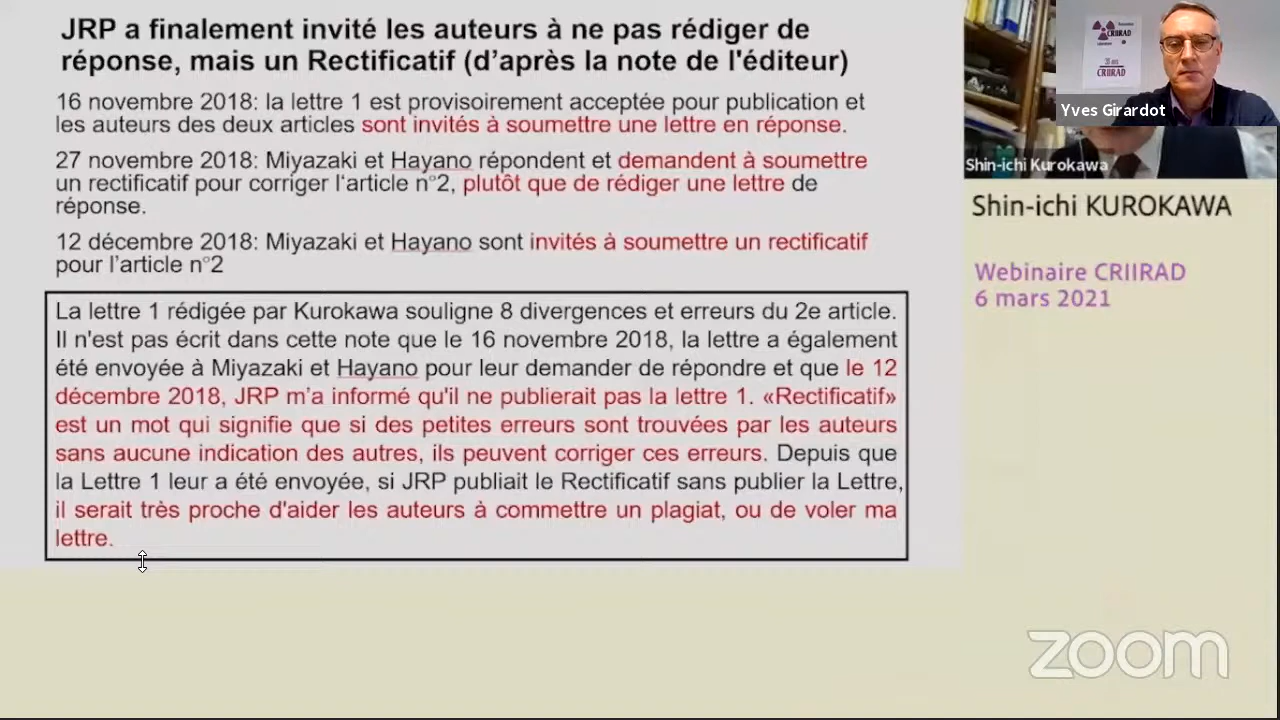 JRP a finalement invité les auteurs à ne pas rédiger de
réponse, mais un Rectificatif (d’après la note de l'éditeur)
16 novembre 2018: la lettre 1 est provisoirement acceptée pour publication et
les auteurs des deux articles sont invités à soumettre une lettre en réponse.
27 novembre 2018: Miyazaki et Hayano répondent et demandent à soumettre
un rectificatif pour corriger l‘article n°2, plutôt que de rédiger une lettre de
réponse.
12 décembre 2018: Miyazaki et Hayano sont invités à soumettre un rectificatif
pour l’article n°2
La lettre 1 rédigée par Kurokawa souligne 8 divergences et erreurs du 2e article.
Il n'est pas écrit dans cette note que le 16 novembre 2018, la lettre a également
été envoyée à Miyazaki et Hayano pour leur demander de répondre et que le 12
décembre 2018, JRP m’a informé qu'il ne publierait pas la lettre 1. «Rectificatif»
est un mot qui signifie que si des petites erreurs sont trouvées par les auteurs
sans aucune indication des autres, ils peuvent corriger ces erreurs. Depuis que
la Lettre 1 leur a été envoyée, si JRP publiait le Rectificatif sans publier la Lettre,
il serait très proche d'aider les auteurs à commettre un plagiat, ou de voler ma
lettre.
CRIIRAD
CRIIRAD
Yves Girardot
Shin-ichi Kurokawa
Shin-ichi KUROKAWA
Webinaire CRIIRAD
6 mars 2021
zoom